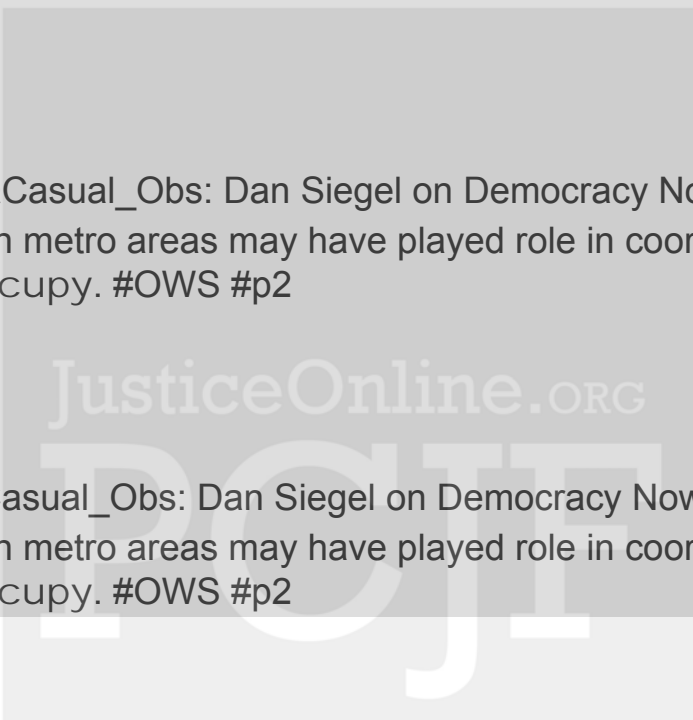 Casual_Obs: Dan Siegel on Democracy No
n metro areas may have played role in coor
cupy. #OWS #p2
JusticeOnline.ORG
PCJF
asual_Obs: Dan Siegel on Democracy Now
n metro areas may have played role in coor
cupy. #OWS #p2